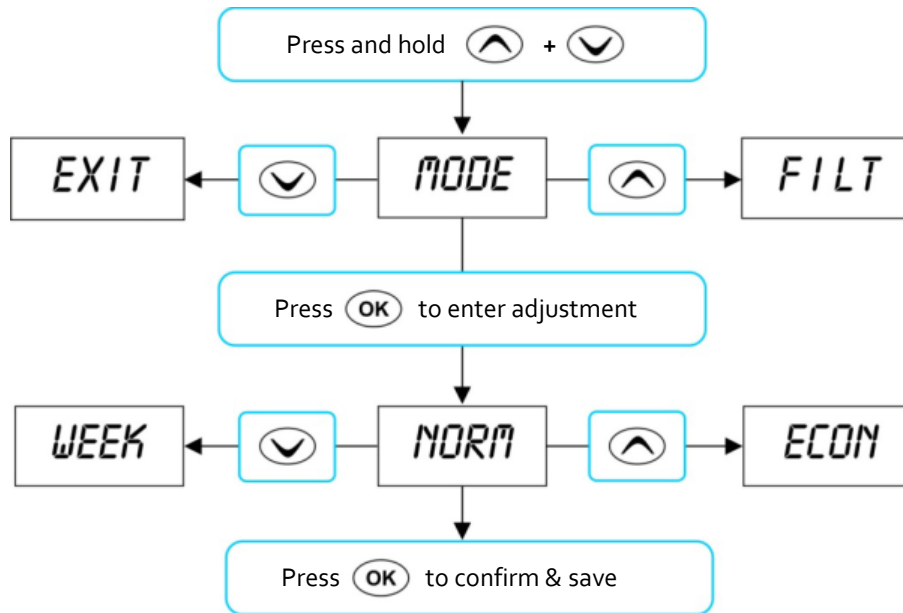 Press and hold +
EXIT MODE FILT
Press OK to enter adjustment
WEEK NORM ECON
Press OK to confirm & save